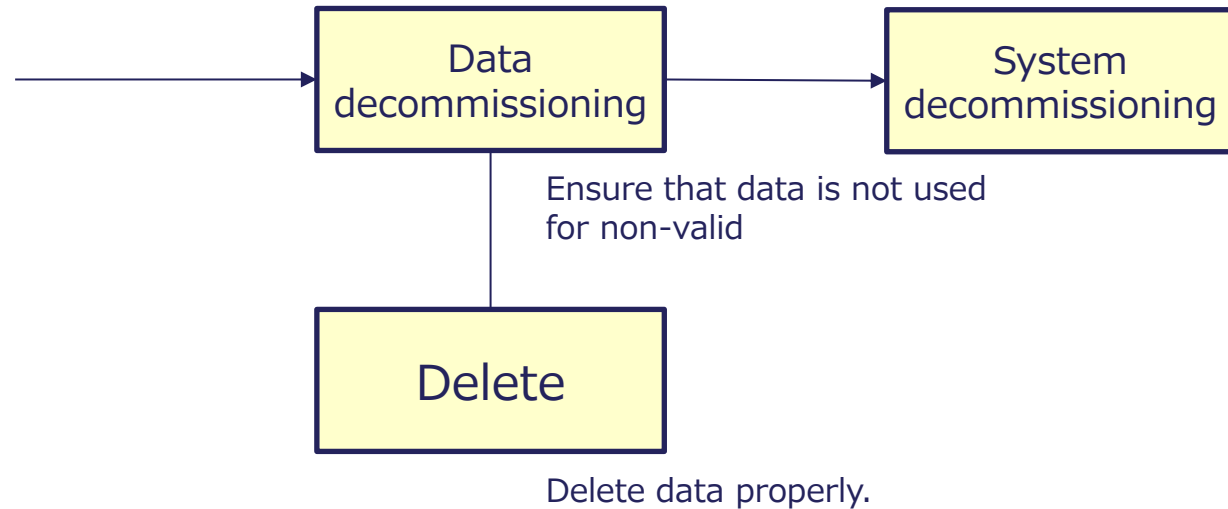 Data
decommissioning
System
decommissioning
Ensure that data is not used
for non-valid
Delete
Delete data properly.